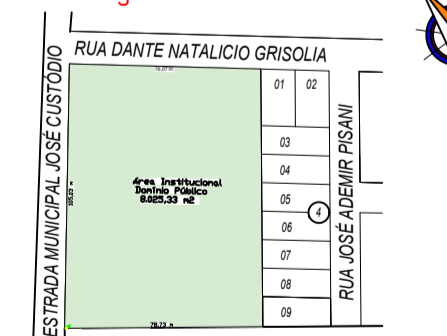 RUA DANTE NATALICIO GRISOLIA
ESTRADA MUNICIPAL JOSÉ CUSTÓDIO
01
02
03
Área Institucional
Domínio Público
8.025,33 m2
04
05
4
06
07
08
09
RUA JOSÉ ADEMIR PISANI
78,73 m